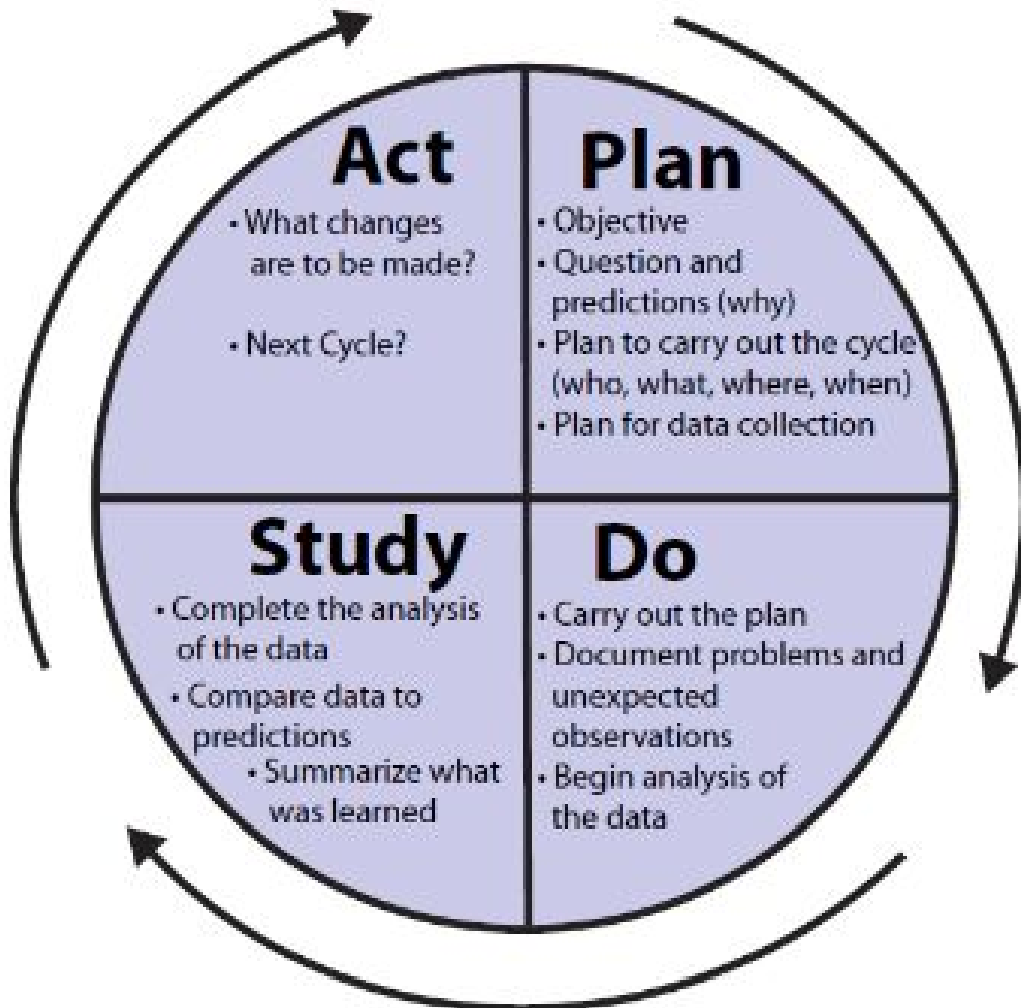 Act
• What changes
are to be made?
• Next Cycle?
Plan
• Objective
• Question and
predictions (why)
• Plan to carry out the cycle
(who, what, where, when)
• Plan for data collection
Study
• Complete the analysis
of the data
• Compare data to
predictions
• Summarize what
was learned
Do
• Carry out the plan
• Document problems and
unexpected
observations
• Begin analysis of
the data